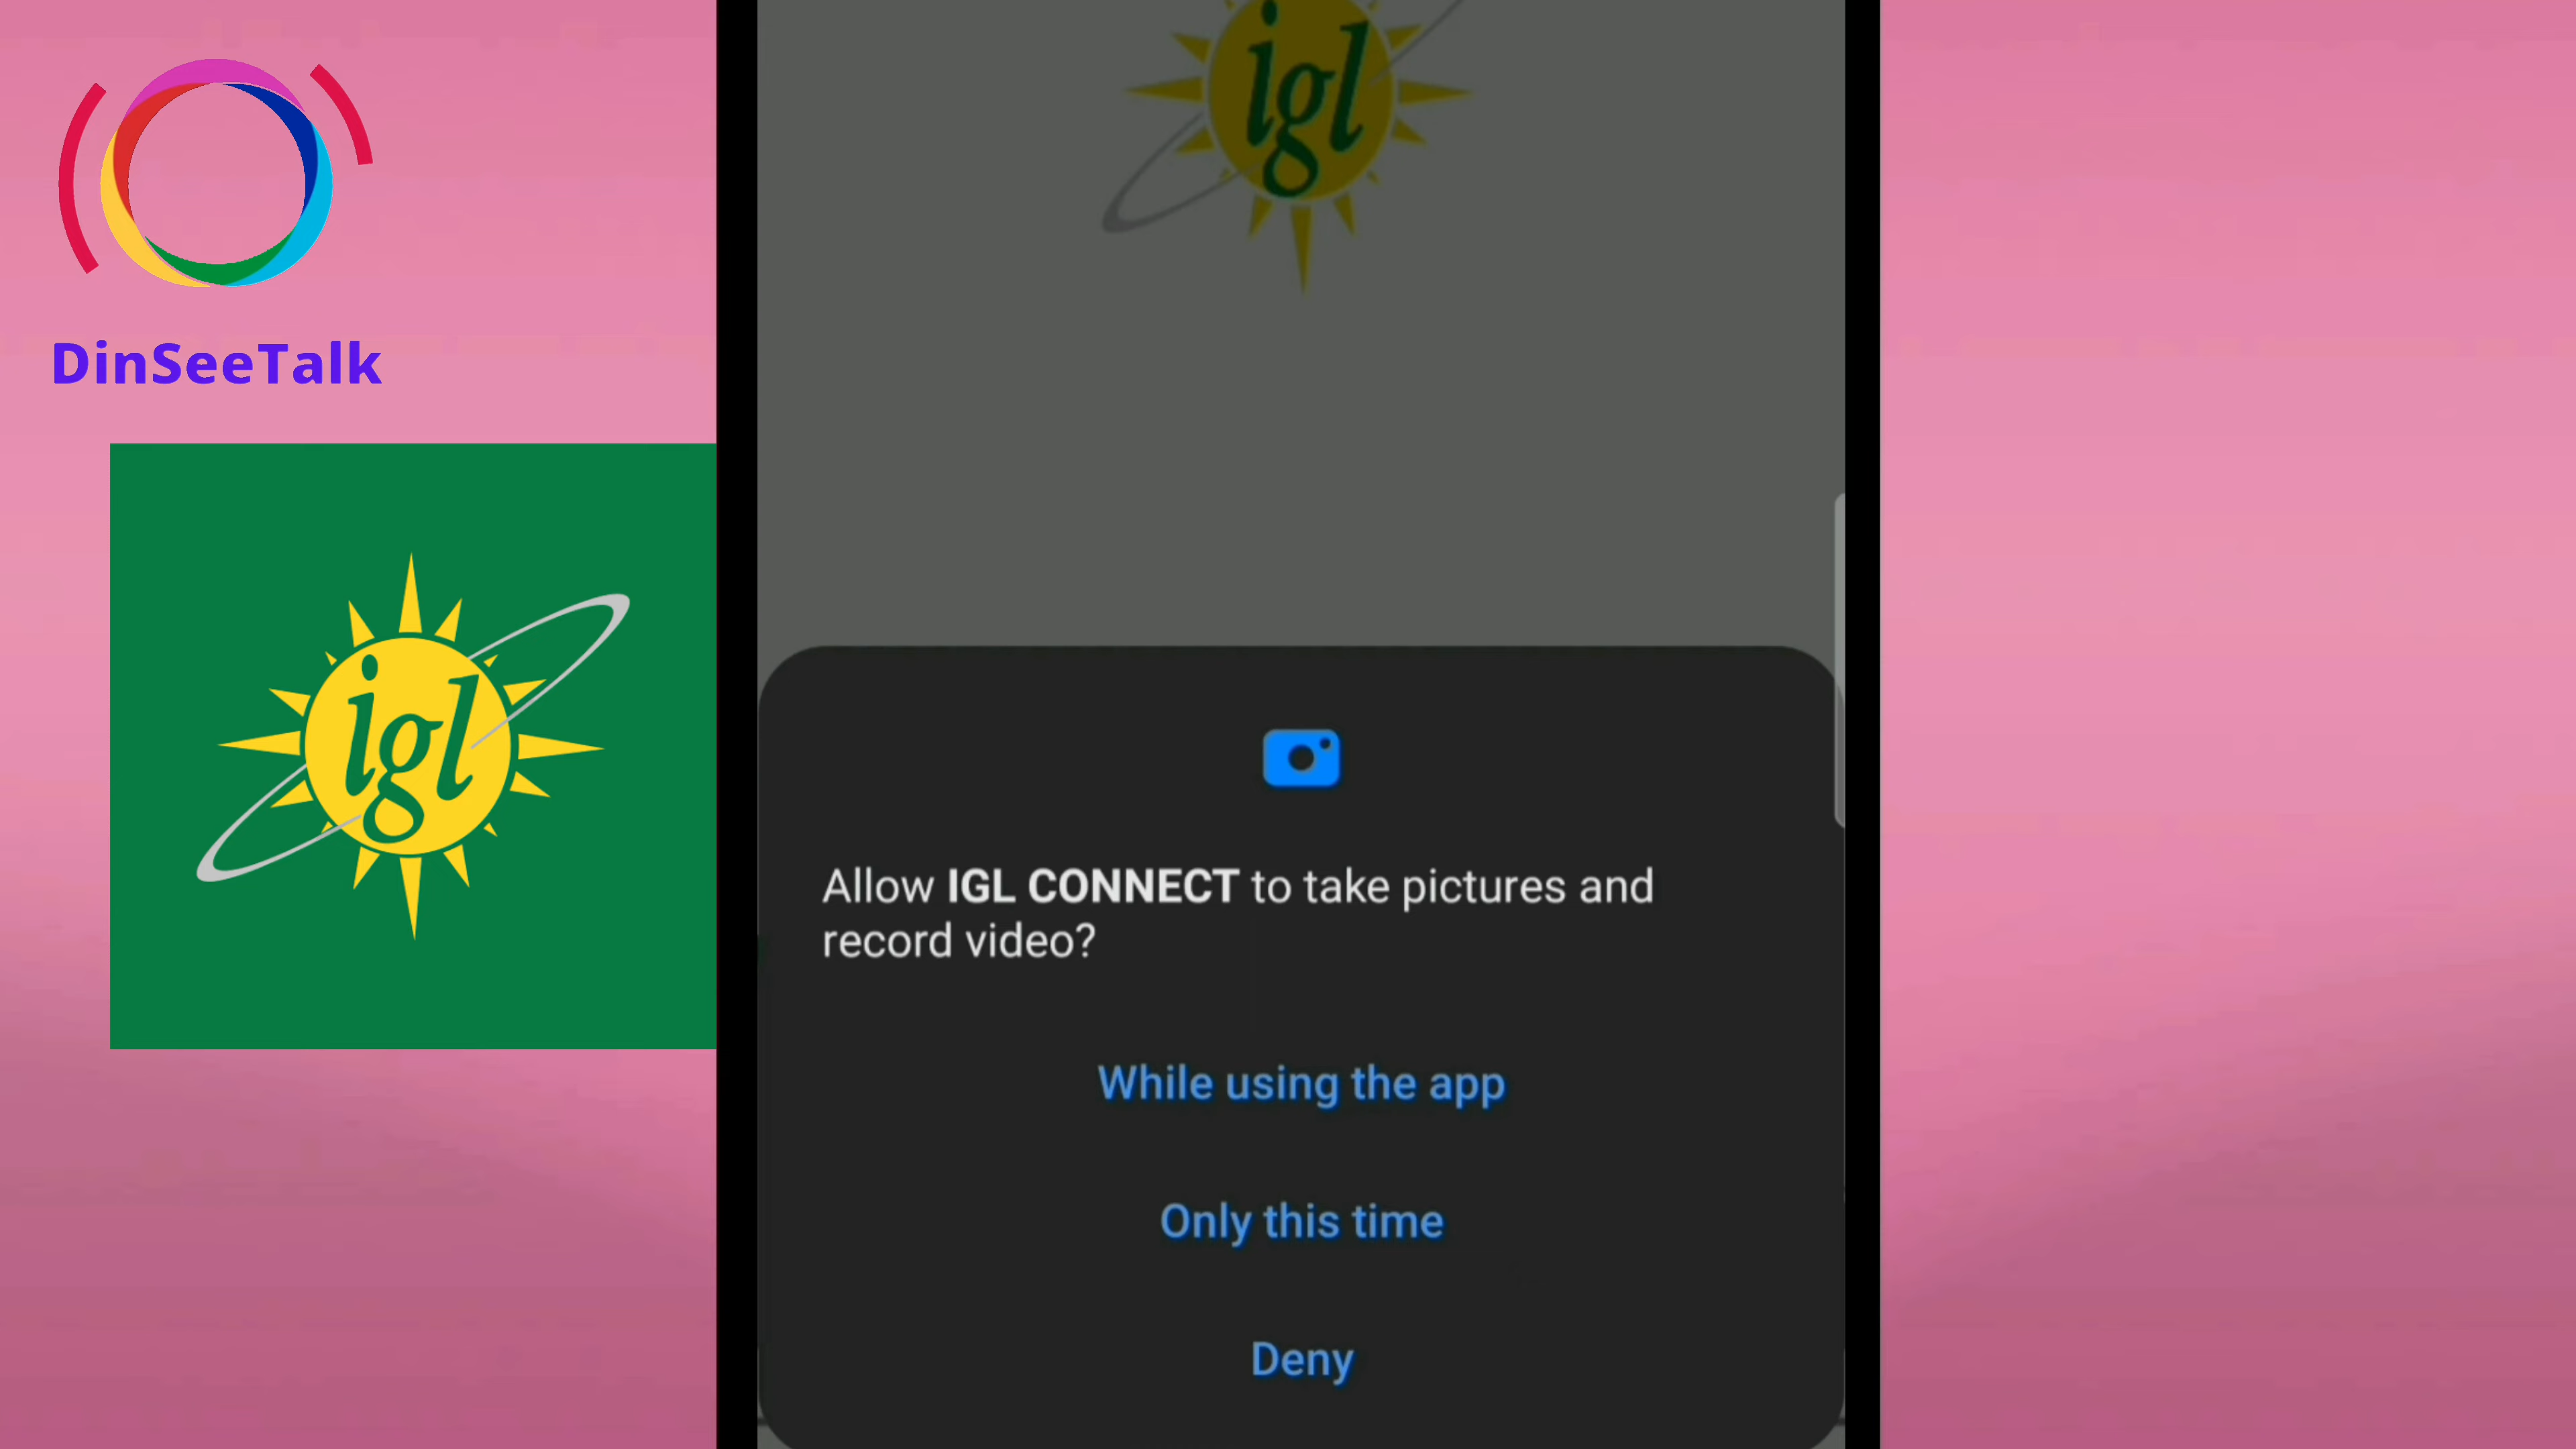 igl
DinSeeTalk
igl
Allow IGL CONNECT to take pictures and
record video?
While using the app
Only this time
Deny